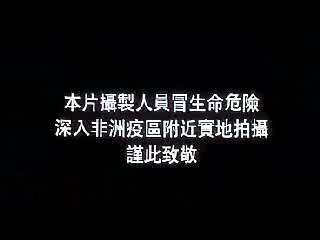 本片攝製人員冒生命危險
深入非洲疫區附近實地拍攝
謹此致敬